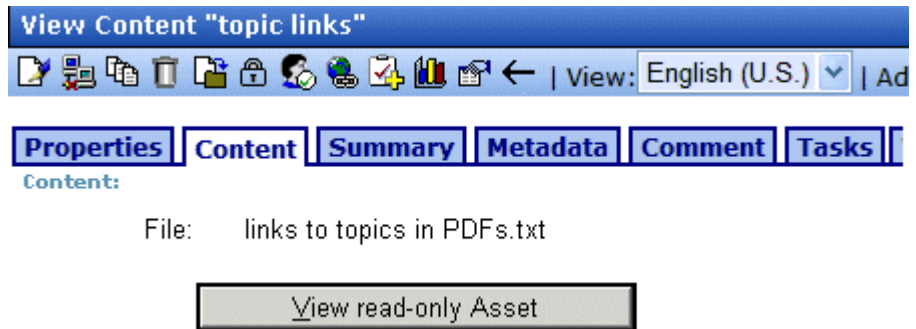 View Content "topic links"
| View: English (U.S.) | Ad
Properties Content Summary Metadata Comment Tasks
Content:
File: links to topics in PDFs.txt
View read-only Asset